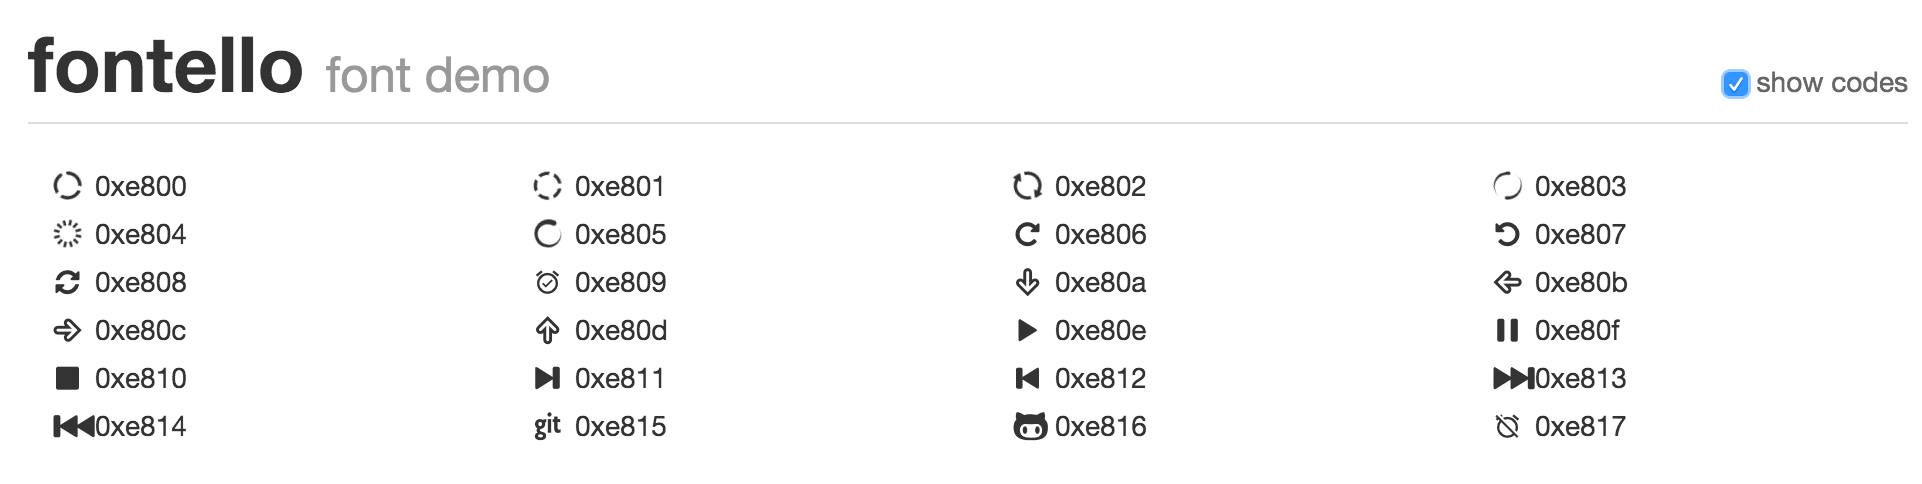 fontello font demo
show codes
0xe800 0xe801 0xe802 0xe803
0xe804 0xe805 0xe806 0xe807
0xe808 0xe809 0xe80a 0xe80b
0xe80c 0xe80d 0xe80e 0xe80f
0xe810 0xe811 0xe812 0xe813
0xe814 git 0xe815 0xe816 0xe817